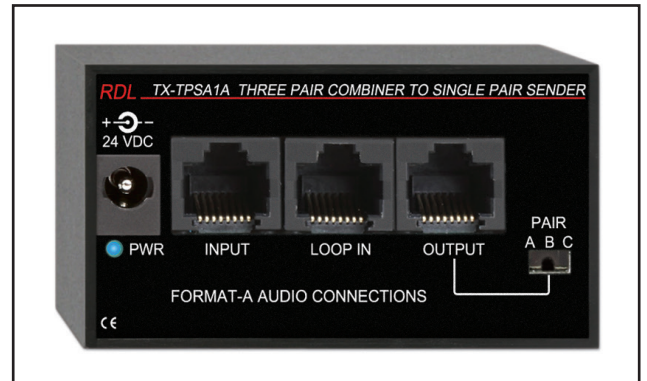 RDL TX-TPSA1A THREE PAIR COMBINER TO SINGLE PAIR SENDER
+ -
24 VDC
PWR
INPUT
LOOP IN
OUTPUT
PAIR
A B C
FORMAT-A AUDIO CONNECTIONS
CE